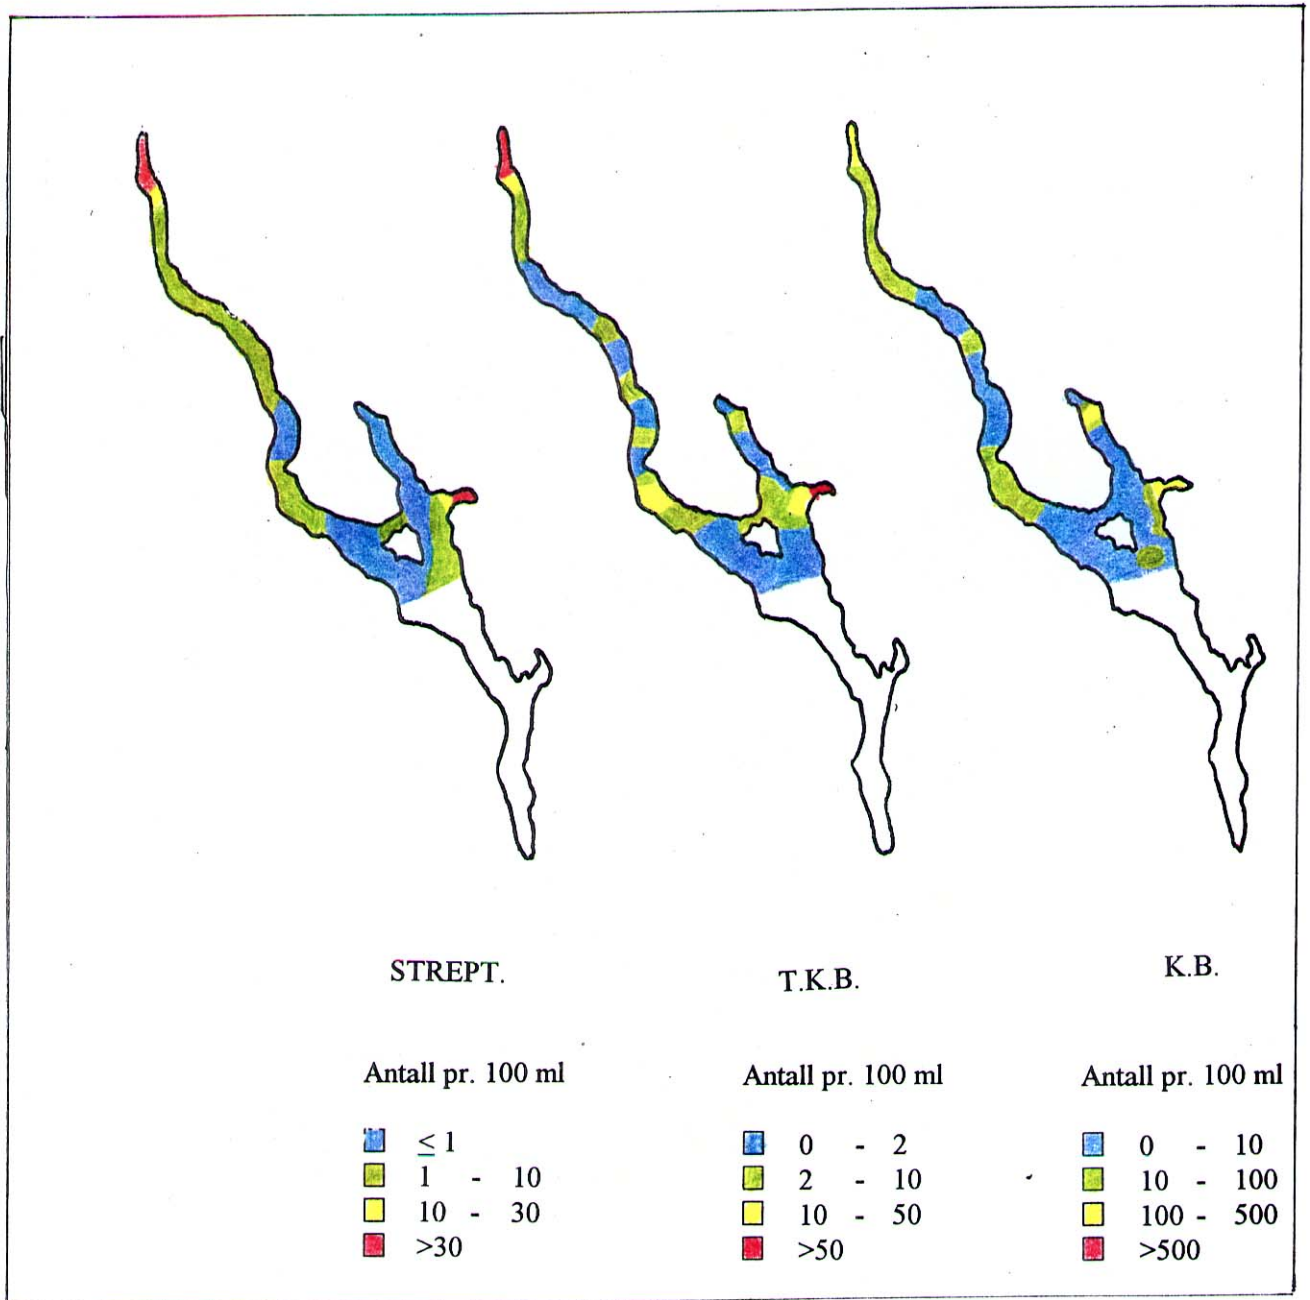 STREPT.
T.K.B.
K.B.
Antall pr. 100 ml
≤ 1
1 - 10
10 - 30
>30
Antall pr. 100 ml
0 - 2
2 - 10
10 - 50
>50
Antall pr. 100 ml
0 - 10
10 - 100
100 - 500
>500